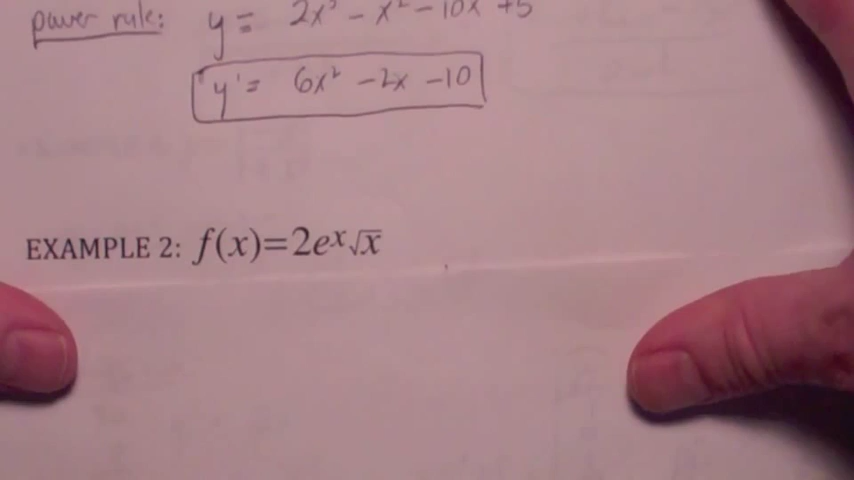 power rule: y = 2x³ - x² - 10x + 5
y' = 6x² - 2x - 10
EXAMPLE 2: f(x)=2eˣ√x